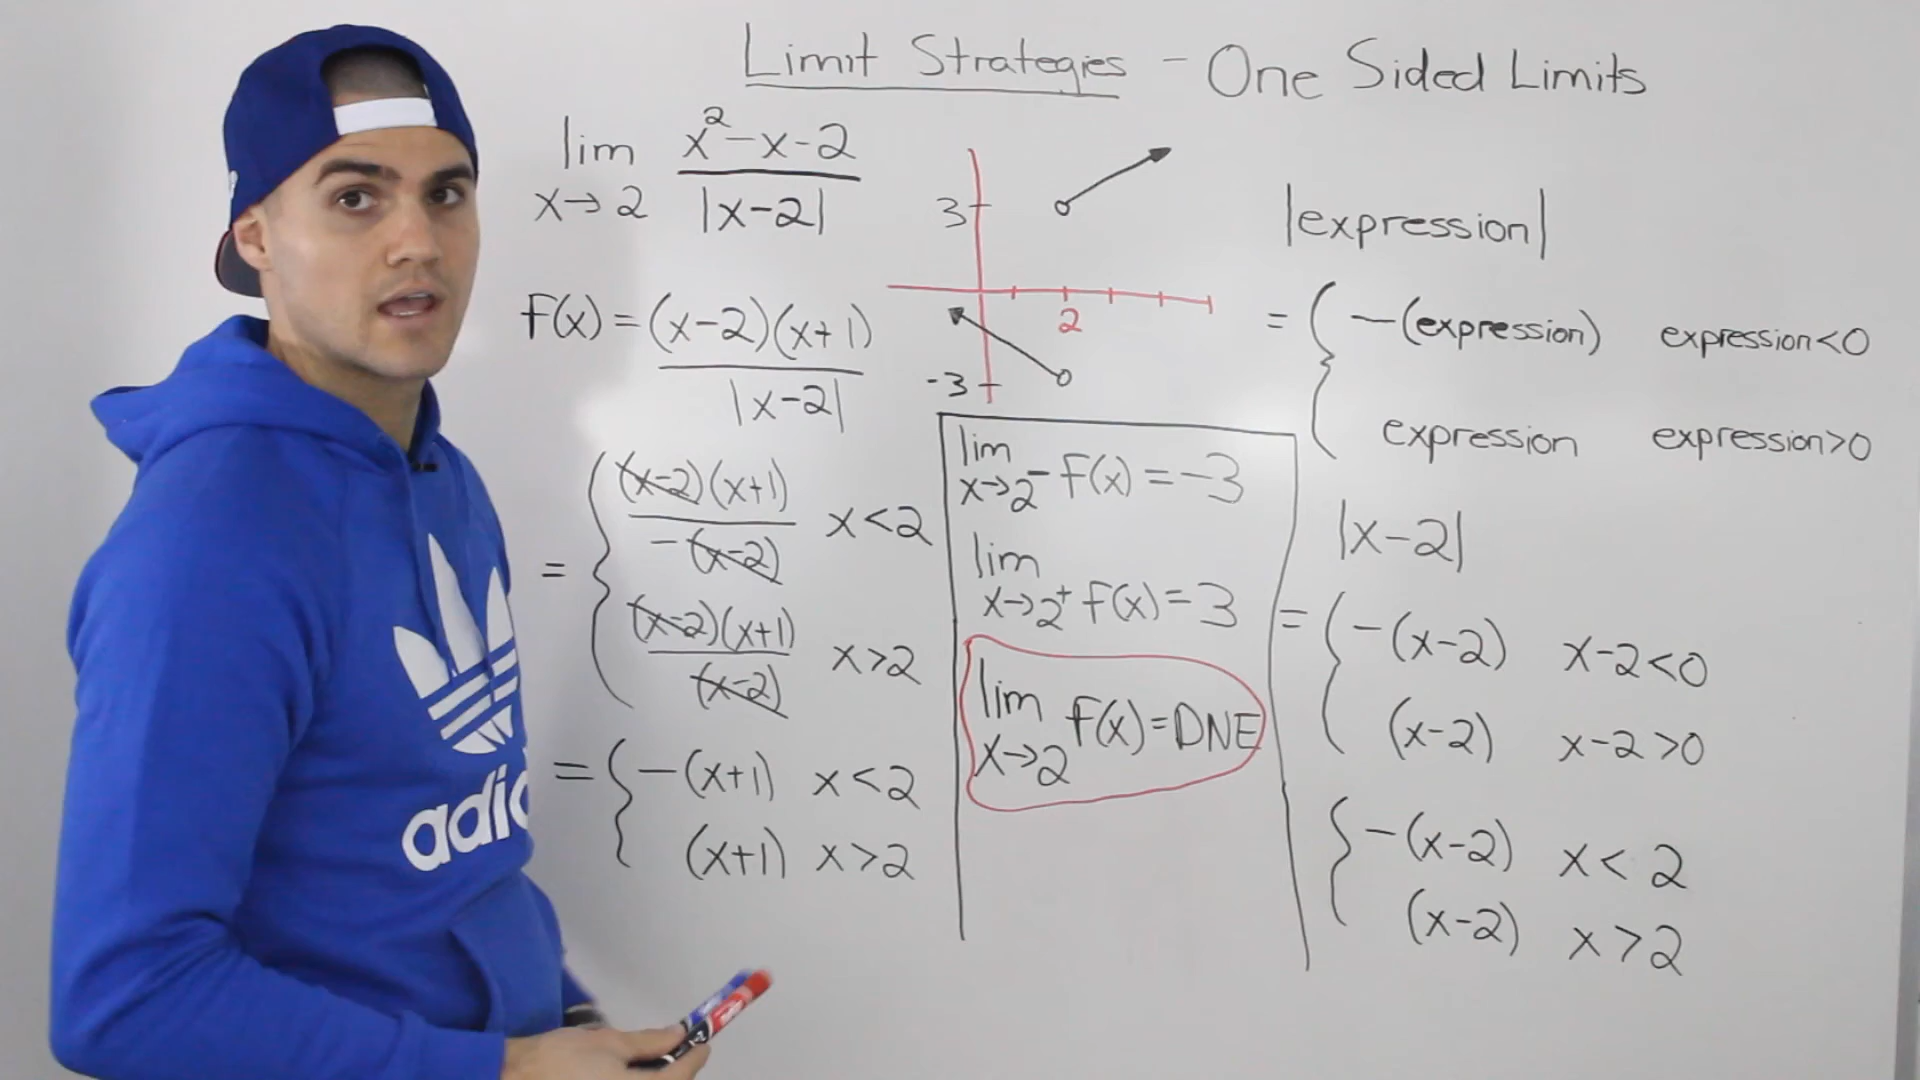 Limit Strategies - One Sided Limits
lim x→2 x²-x-2 / |x-2|
3
2
-3
f(x) = (x-2)(x+1) / |x-2|
= { (x-2)(x+1) / -(x-2) x<2
(x-2)(x+1) / (x-2) x>2
= { -(x+1) x<2
(x+1) x>2
lim x→2⁻ f(x) = -3
lim x→2⁺ f(x) = 3
lim x→2 f(x) = DNE
|expression|
= { -(expression) expression<0
expression expression>0
|x-2|
= { -(x-2) x-2<0
(x-2) x-2>0
{ -(x-2) x<2
(x-2) x>2
adid